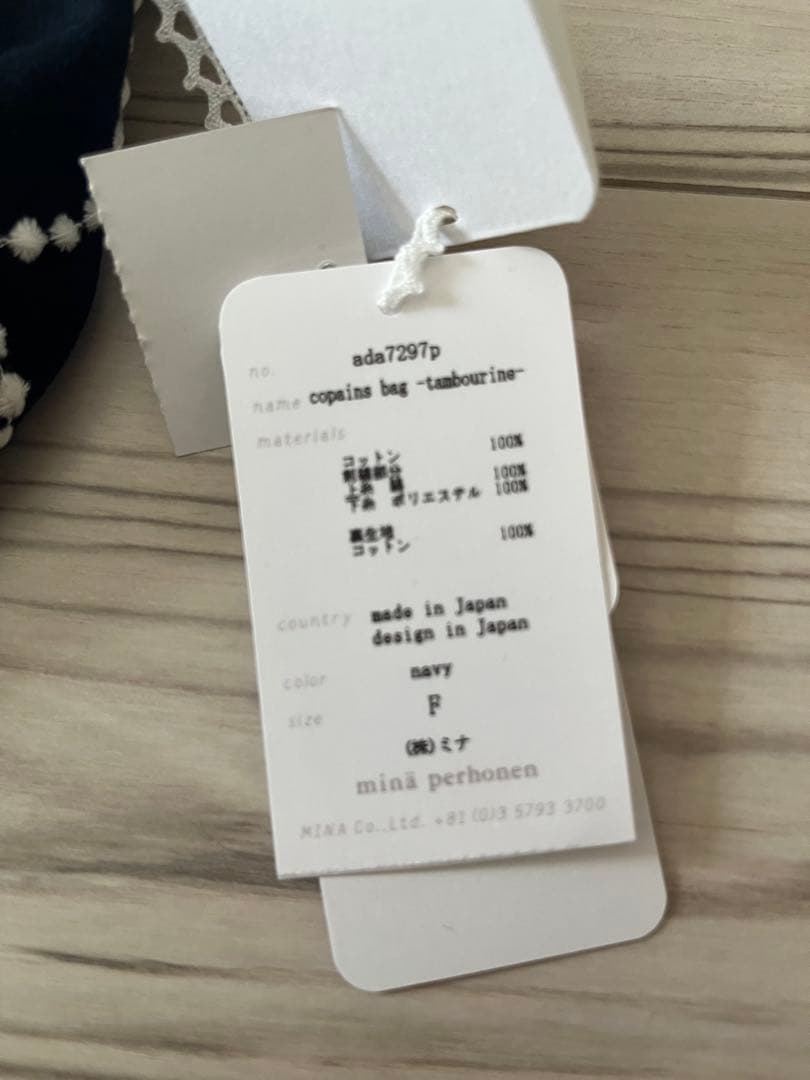 no. ada7297p
name copains bag -tambourine-
materials
コットン 100%
刺繍部分
上糸 綿 100%
下糸 ポリエステル 100%
裏生地
コットン 100%
country made in Japan
design in Japan
color navy
size F
(株)ミナ
minä perhonen
MINA Co.,Ltd. +81 (0)3 5793 3700